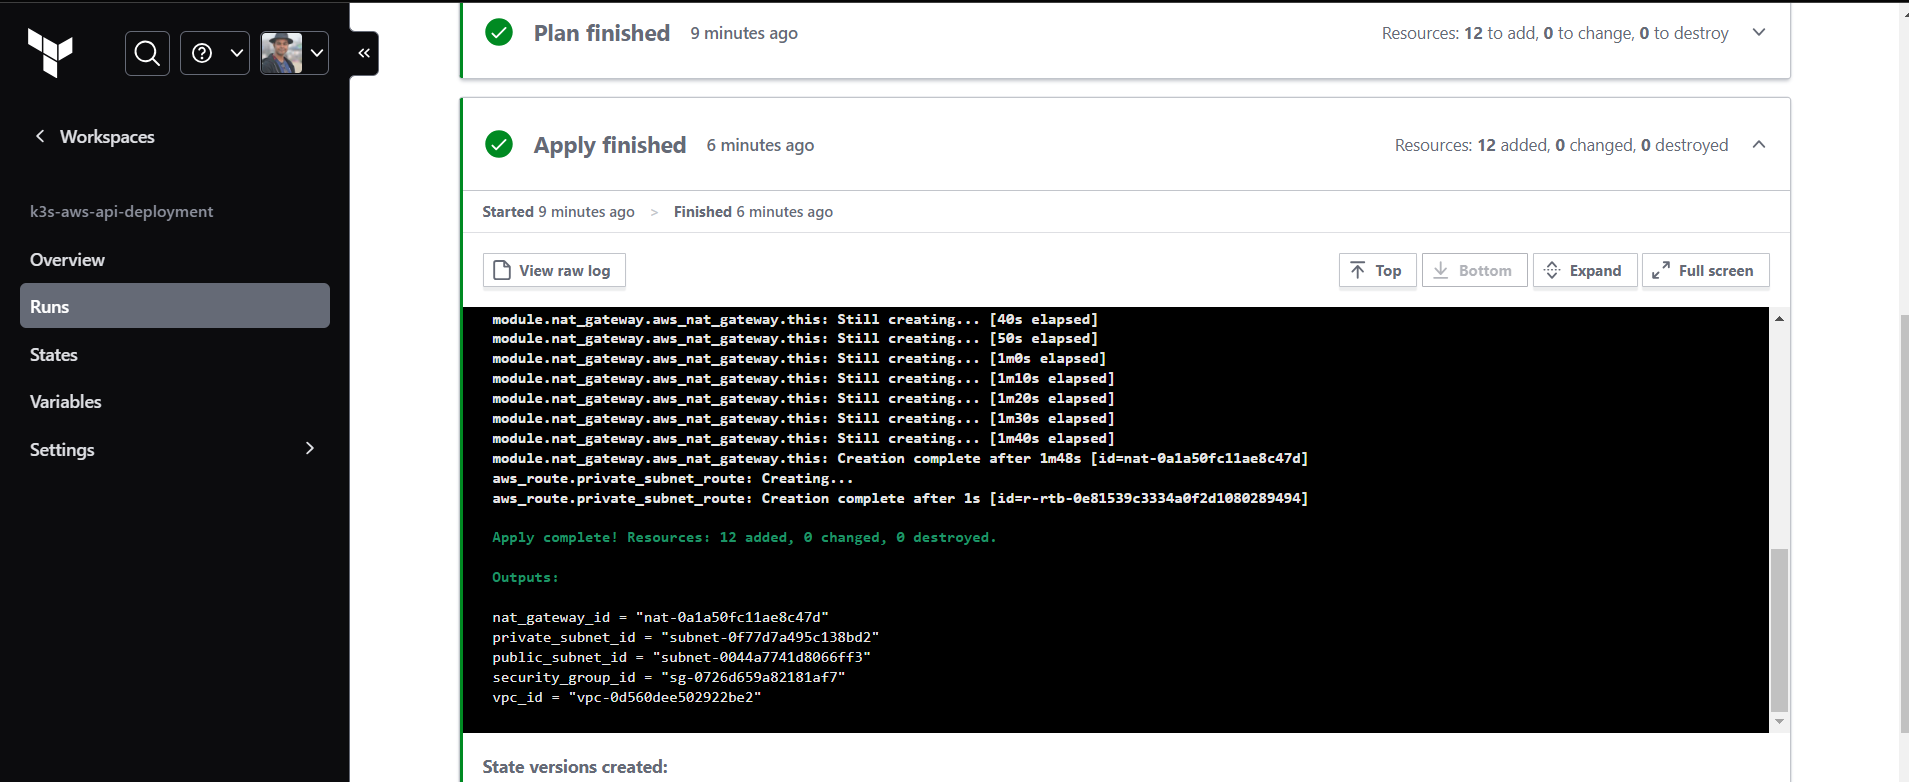 Plan finished 9 minutes ago Resources: 12 to add, 0 to change, 0 to destroy
Workspaces
Apply finished 6 minutes ago Resources: 12 added, 0 changed, 0 destroyed
k3s-aws-api-deployment
Started 9 minutes ago > Finished 6 minutes ago
Overview
View raw log Top Bottom Expand Full screen
Runs
States
Variables
Settings
module.nat_gateway.aws_nat_gateway.this: Still creating... [40s elapsed]
module.nat_gateway.aws_nat_gateway.this: Still creating... [50s elapsed]
module.nat_gateway.aws_nat_gateway.this: Still creating... [1m0s elapsed]
module.nat_gateway.aws_nat_gateway.this: Still creating... [1m10s elapsed]
module.nat_gateway.aws_nat_gateway.this: Still creating... [1m20s elapsed]
module.nat_gateway.aws_nat_gateway.this: Still creating... [1m30s elapsed]
module.nat_gateway.aws_nat_gateway.this: Still creating... [1m40s elapsed]
module.nat_gateway.aws_nat_gateway.this: Creation complete after 1m48s [id=nat-0a1a50fc11ae8c47d]
aws_route.private_subnet_route: Creating...
aws_route.private_subnet_route: Creation complete after 1s [id=r-rtb-0e81539c3334a0f2d1080289494]
Apply complete! Resources: 12 added, 0 changed, 0 destroyed.
Outputs:
nat_gateway_id = "nat-0a1a50fc11ae8c47d"
private_subnet_id = "subnet-0f77d7a495c138bd2"
public_subnet_id = "subnet-0044a7741d8066ff3"
security_group_id = "sg-0726d659a82181af7"
vpc_id = "vpc-0d560dee502922be2"
State versions created: